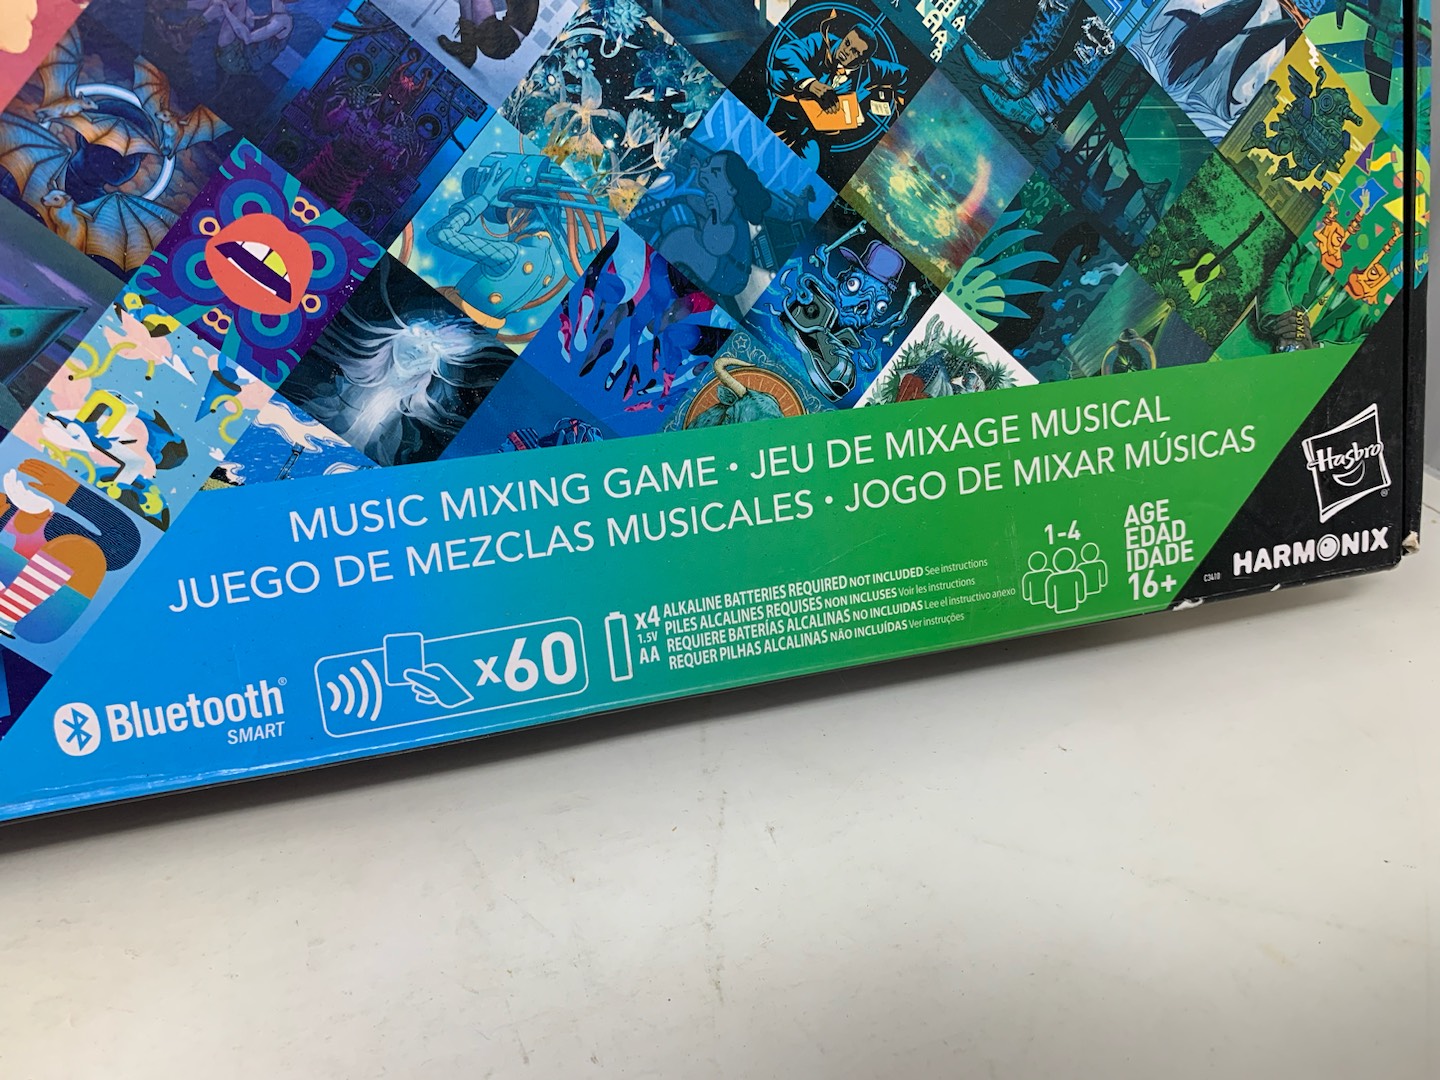 MUSIC MIXING GAME • JEU DE MIXAGE MUSICAL
JUEGO DE MEZCLAS MUSICALES • JOGO DE MIXAR MÚSICAS
Bluetooth®
SMART
x60
x4
1.5V
AA
ALKALINE BATTERIES REQUIRED NOT INCLUDED See instructions
PILES ALCALINES REQUISES NON INCLUSES Voir les instructions
REQUIERE BATERÍAS ALCALINAS NO INCLUIDAS Lee el instructivo anexo
REQUER PILHAS ALCALINAS NÃO INCLUÍDAS Ver instruções
1-4
AGE
EDAD
IDADE
16+
C3410
Hasbro
®
HARMONIX